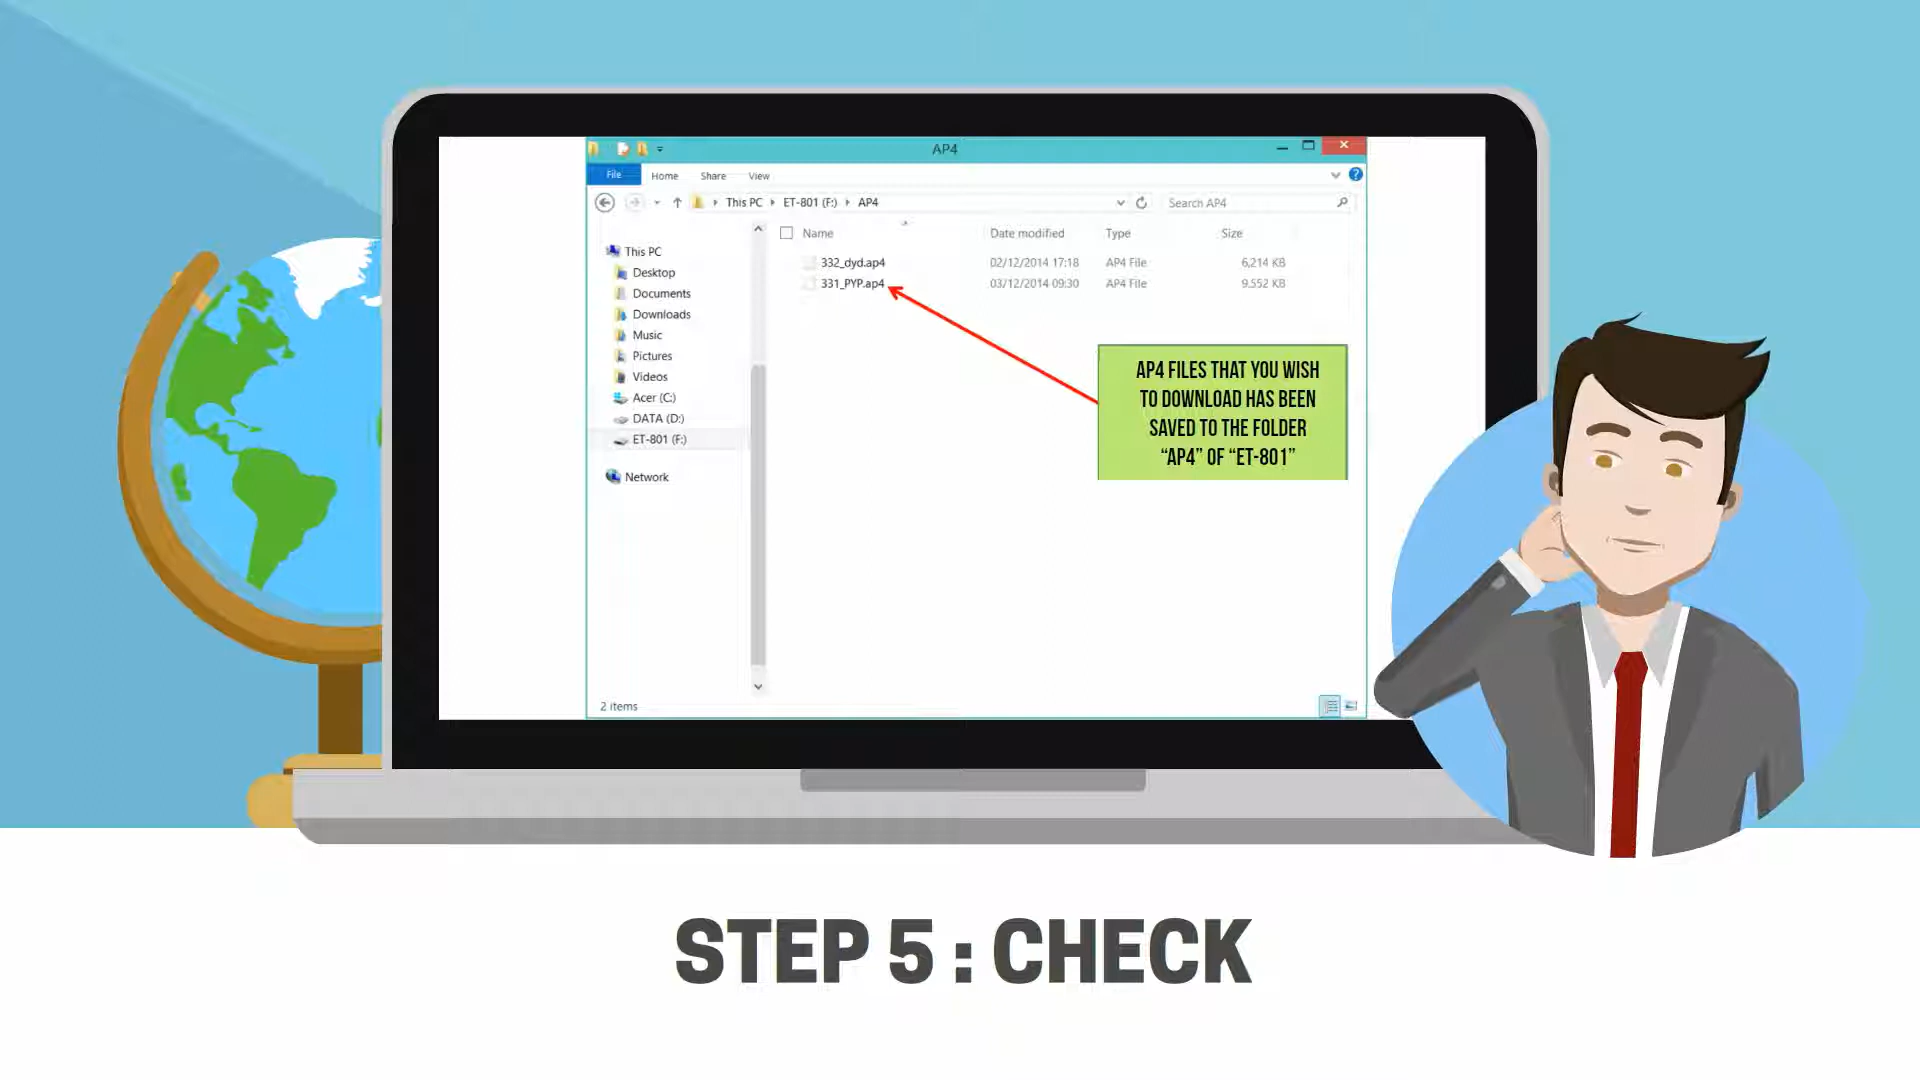 AP4
File Home Share View
This PC ET-801 (F:) AP4 Search AP4
Name Date modified Type Size
332_dyd.ap4 02/12/2014 17:18 AP4 File 6,214 KB
331_PYP.ap4 03/12/2014 09:30 AP4 File 9,552 KB
This PC
Desktop
Documents
Downloads
Music
Pictures
Videos
Acer (C:)
DATA (D:)
ET-801 (F:)
Network
AP4 FILES THAT YOU WISH
TO DOWNLOAD HAS BEEN
SAVED TO THE FOLDER
“AP4” OF “ET-801”
2 items
STEP 5 : CHECK